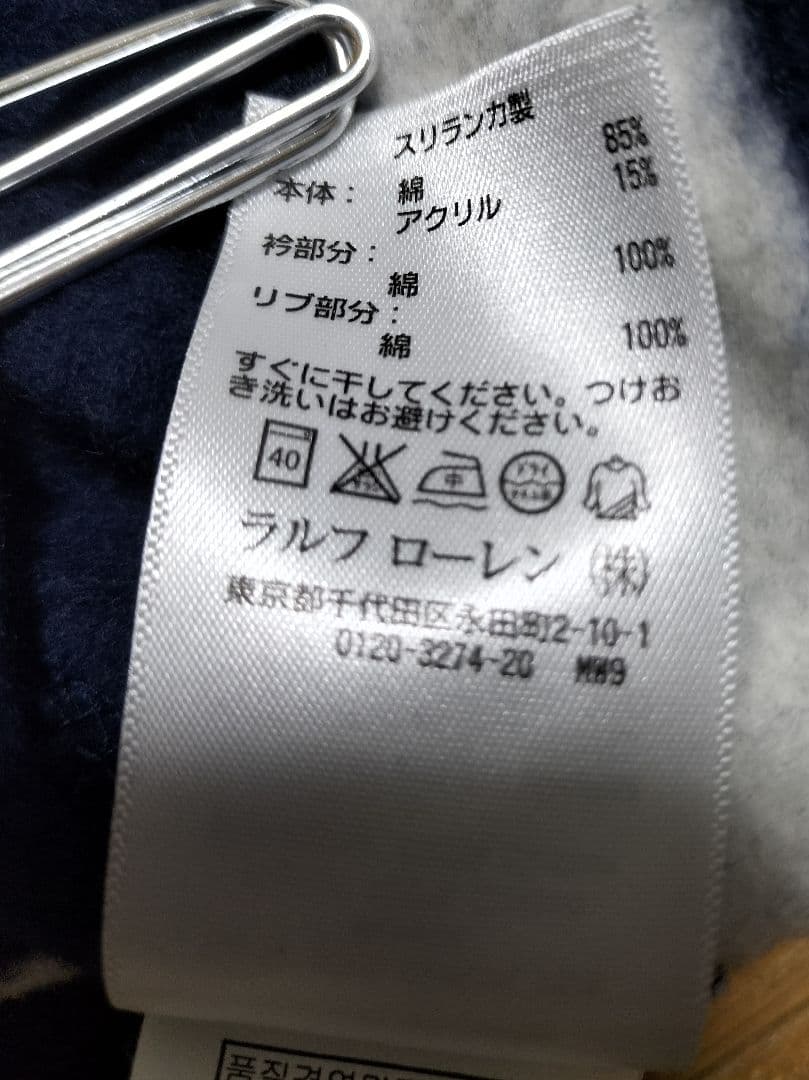 スリランカ製
本体： 綿 85%
アクリル 15%
衿部分：
綿 100%
リブ部分：
綿 100%
すぐに干してください。つけお
き洗いはお避けください。
40 中 ドライ
ラルフ ローレン ㈱
東京都千代田区永田町2-10-1
0120-3274-20 MW9